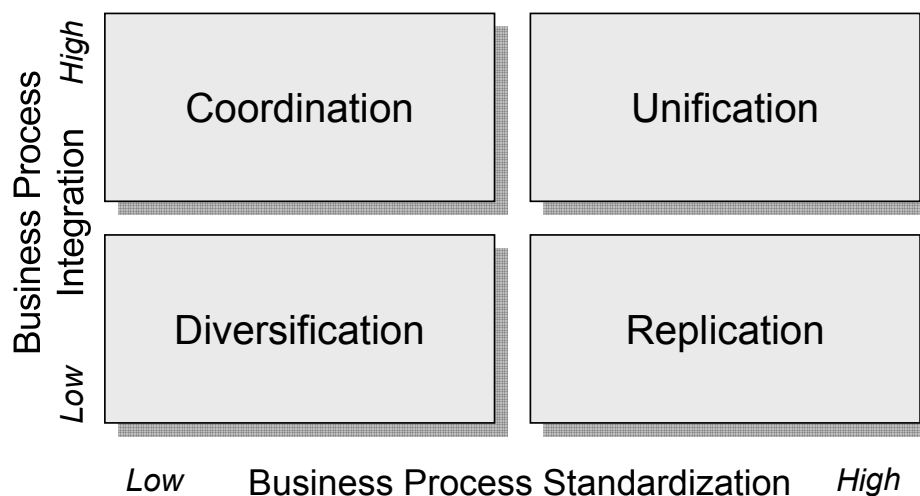 Business Process
Integration
High
Low
Coordination
Unification
Diversification
Replication
Low
Business Process Standardization
High